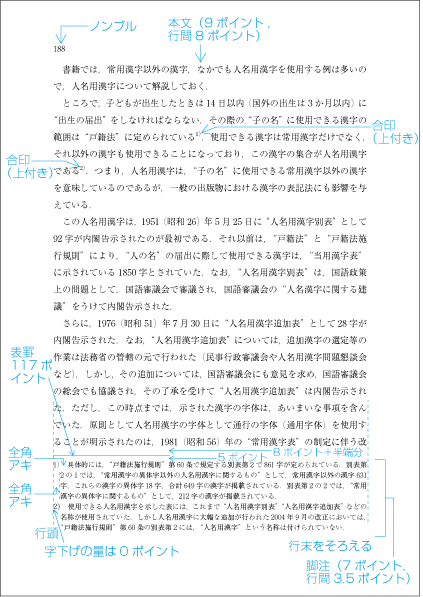 ノンブル
本文（9ポイント，
行間8ポイント）
188
書籍では，常用漢字以外の漢字，なかでも人名用漢字を使用する例は多いの
で，人名用漢字について解説しておく．
ところで，子どもが出生したときは14日以内（国外の出生は3か月以内）に
“出生の届出”をしなければならない．その際の“子の名”に使用できる漢字の
範囲は“戸籍法”に定められている1)．使用できる漢字は常用漢字だけでなく，
合印
（上付き）
それ以外の漢字も使用できることになっており，この漢字の集合が人名用漢字
合印
（上付き）
である2)．つまり，人名用漢字は，“子の名”に使用できる常用漢字以外の漢字
を意味しているのであるが，一般の出版物における漢字の表記法にも影響を与
えている．
この人名用漢字は，1951（昭和26）年5月25日に“人名用漢字別表”として
92字が内閣告示されたのが最初である．それ以前は，“戸籍法”と“戸籍法施
行規則”により，“人の名”の届出に際して使用できる漢字は，“当用漢字表”
に示されている1850字とされていた．なお，“人名用漢字別表”は，国語政策
上の問題として，国語審議会で審議され，国語審議会の“人名漢字に関する建
議”をうけて内閣告示された．
さらに，1976（昭和51）年7月30日に“人名用漢字追加表”として28字が
内閣告示された．なお，“人名用漢字追加表”については，追加漢字の選定等の
表罫
117ポ
イント
作業は法務省の管轄の元で行われた（民事行政審議会や人名用漢字問題懇談会
など）．しかし，その追加については，国語審議会にも意見を求め，国語審議会
の総会でも協議され，その了承を受けて“人名用漢字追加表”は内閣告示され
た．ただし，この時点までは，示された漢字の字体は，あいまいな事項を含ん
でいた．原則として人名用漢字の字体として通行の字体（通用字体）を使用す
ることが明示されたのは，1981（昭和56）年の“常用漢字表”の制定に伴う改
8ポイント＋半端分
5ポイント
全角
アキ
1）具体的には，“戸籍法施行規則”第60条で規定する別表第2で861字が定められている．別表第
2の1では，“常用漢字の異体字以外の人名用漢字に関するもの”として，常用漢字以外の漢字631
字，これらの漢字の異体字18字，合計649字の漢字が掲載されている．別表第2の2では，“常用
漢字の異体字に関するもの”として，212字の漢字が掲載されている．
全角
アキ
2）使用できる人名用漢字を示した表には，これまで“人名用漢字別表”“人名用漢字追加表”などの
名称が使用されていた．しかし人名用漢字に大幅な追加が行われた2004年9月の改正においては，
“戸籍法施行規則”第60条の別表第2には，“人名用漢字”という名称は付けられていない．
行頭
字下げの量は0ポイント
行末をそろえる
脚注（7ポイント，
行間3.5ポイント）